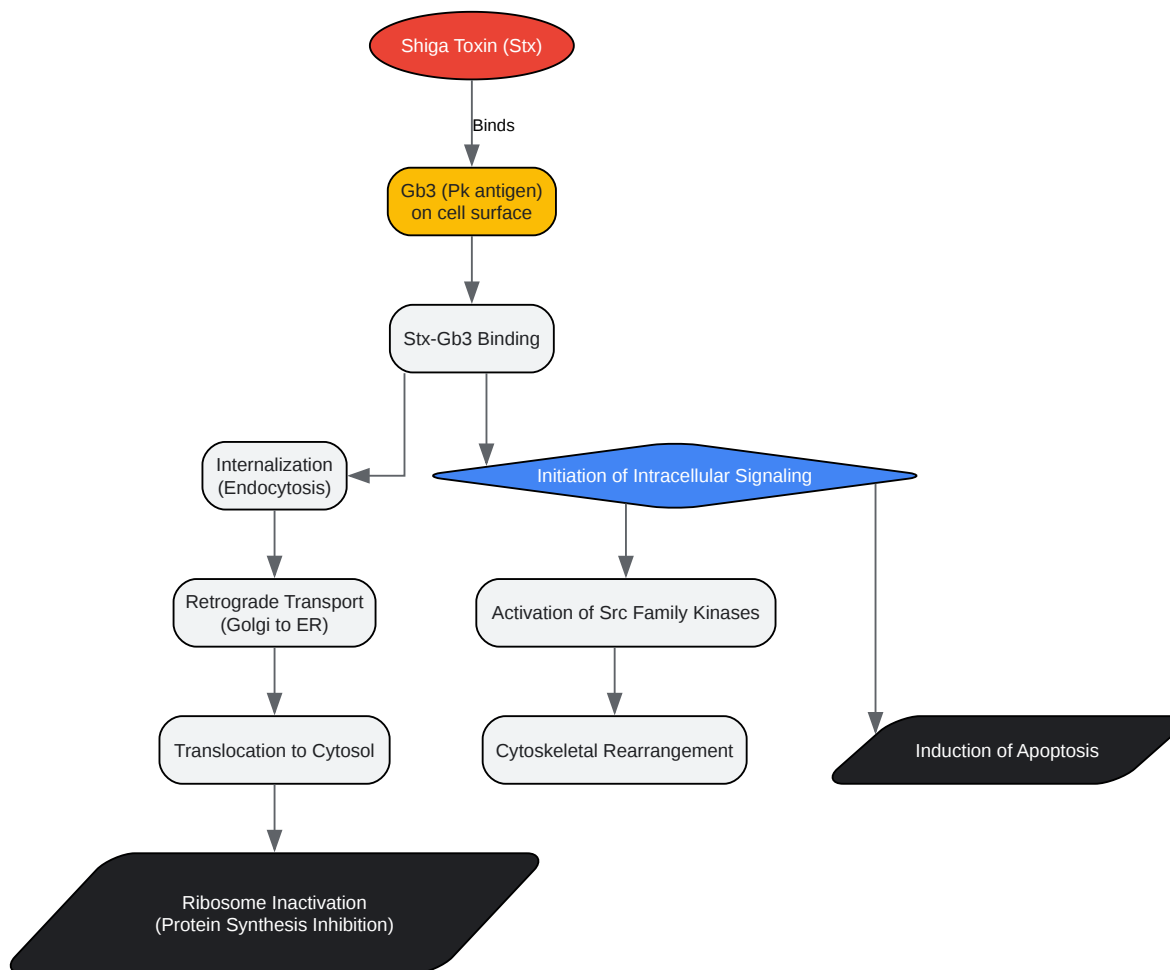 Shiga Toxin (Stx)
Binds
Gb3 (Pk antigen)
on cell surface
Stx-Gb3 Binding
Internalization
(Endocytosis)
Initiation of Intracellular Signaling
Retrograde Transport
(Golgi to ER)
Activation of Src Family Kinases
Translocation to Cytosol
Cytoskeletal Rearrangement
Induction of Apoptosis
Ribosome Inactivation
(Protein Synthesis Inhibition)